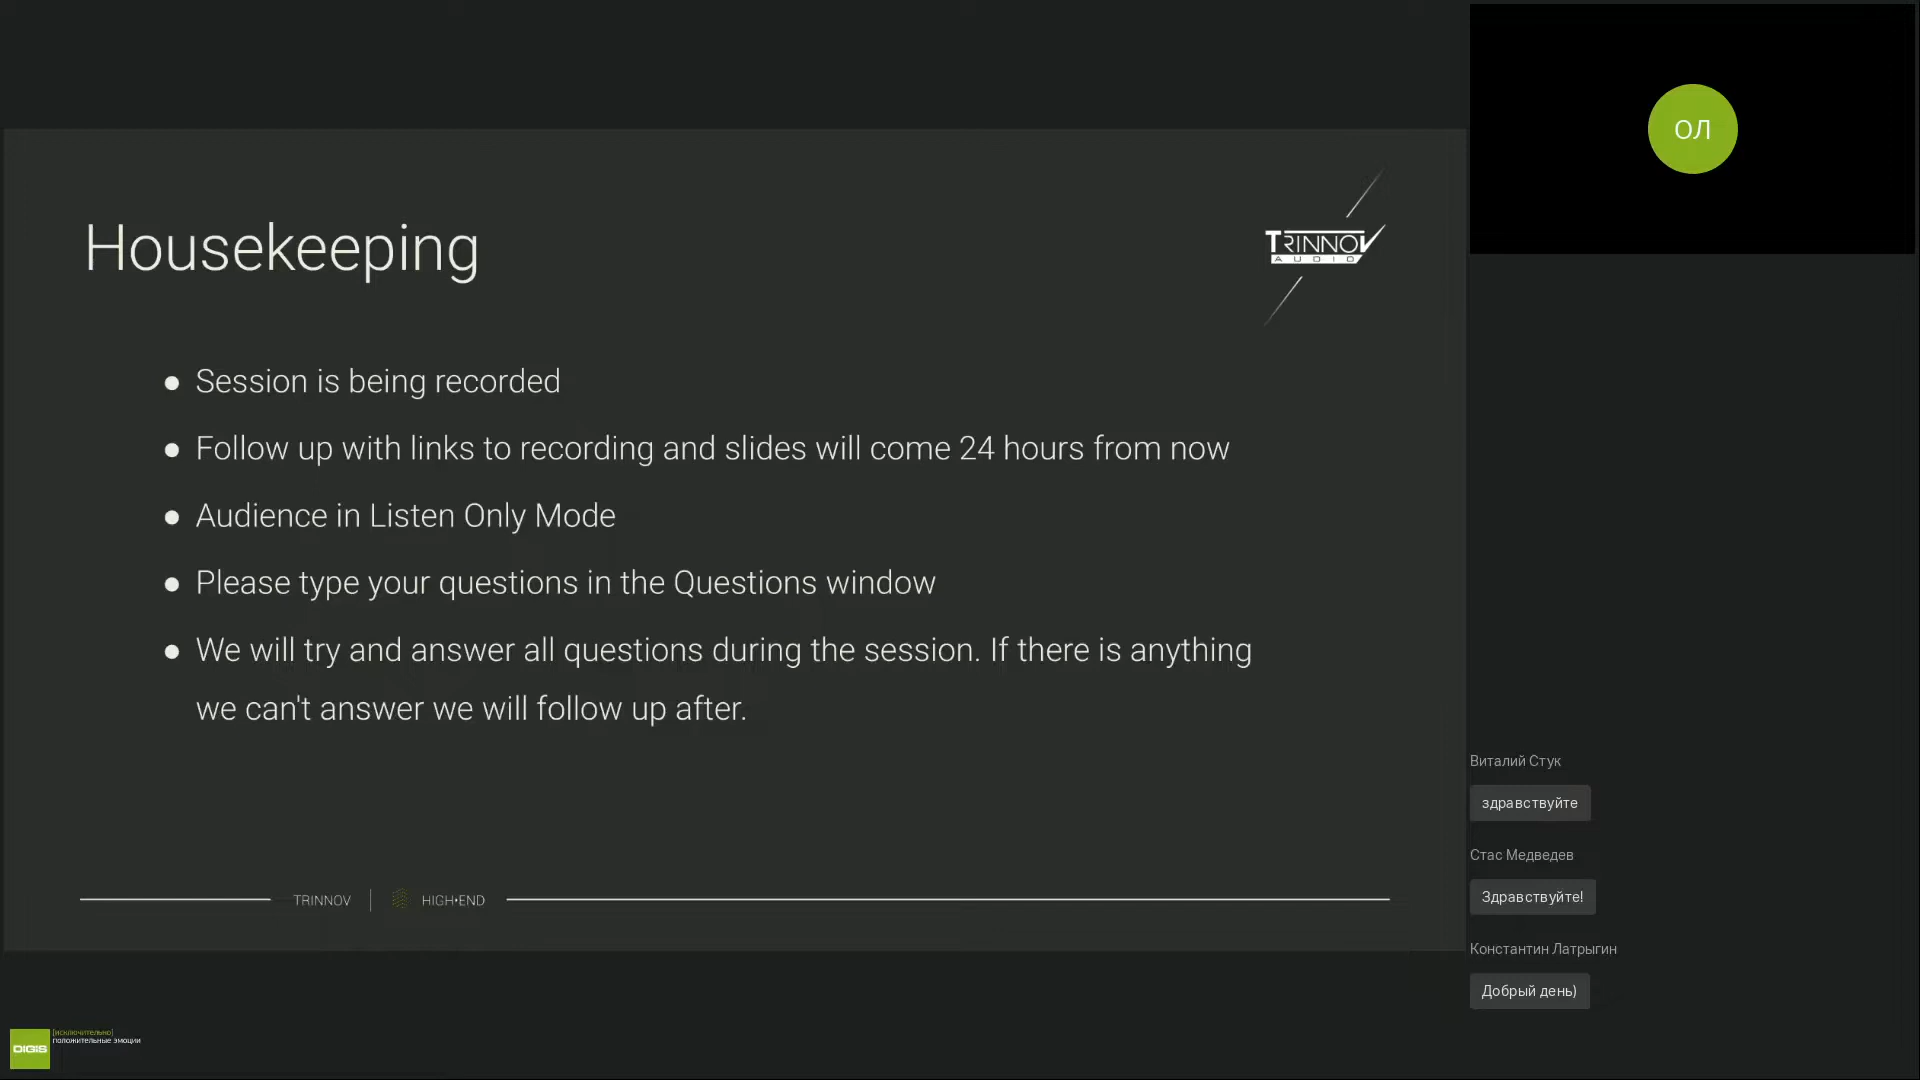 Housekeeping
TRINNOV
AUDIO
● Session is being recorded
● Follow up with links to recording and slides will come 24 hours from now
● Audience in Listen Only Mode
● Please type your questions in the Questions window
● We will try and answer all questions during the session. If there is anything
we can't answer we will follow up after.
TRINNOV | HIGH•END
ОЛ
Виталий Стук
здравствуйте
Стас Медведев
Здравствуйте!
Константин Латрыгин
Добрый день)
DIGIS
[исключительно]
положительные эмоции